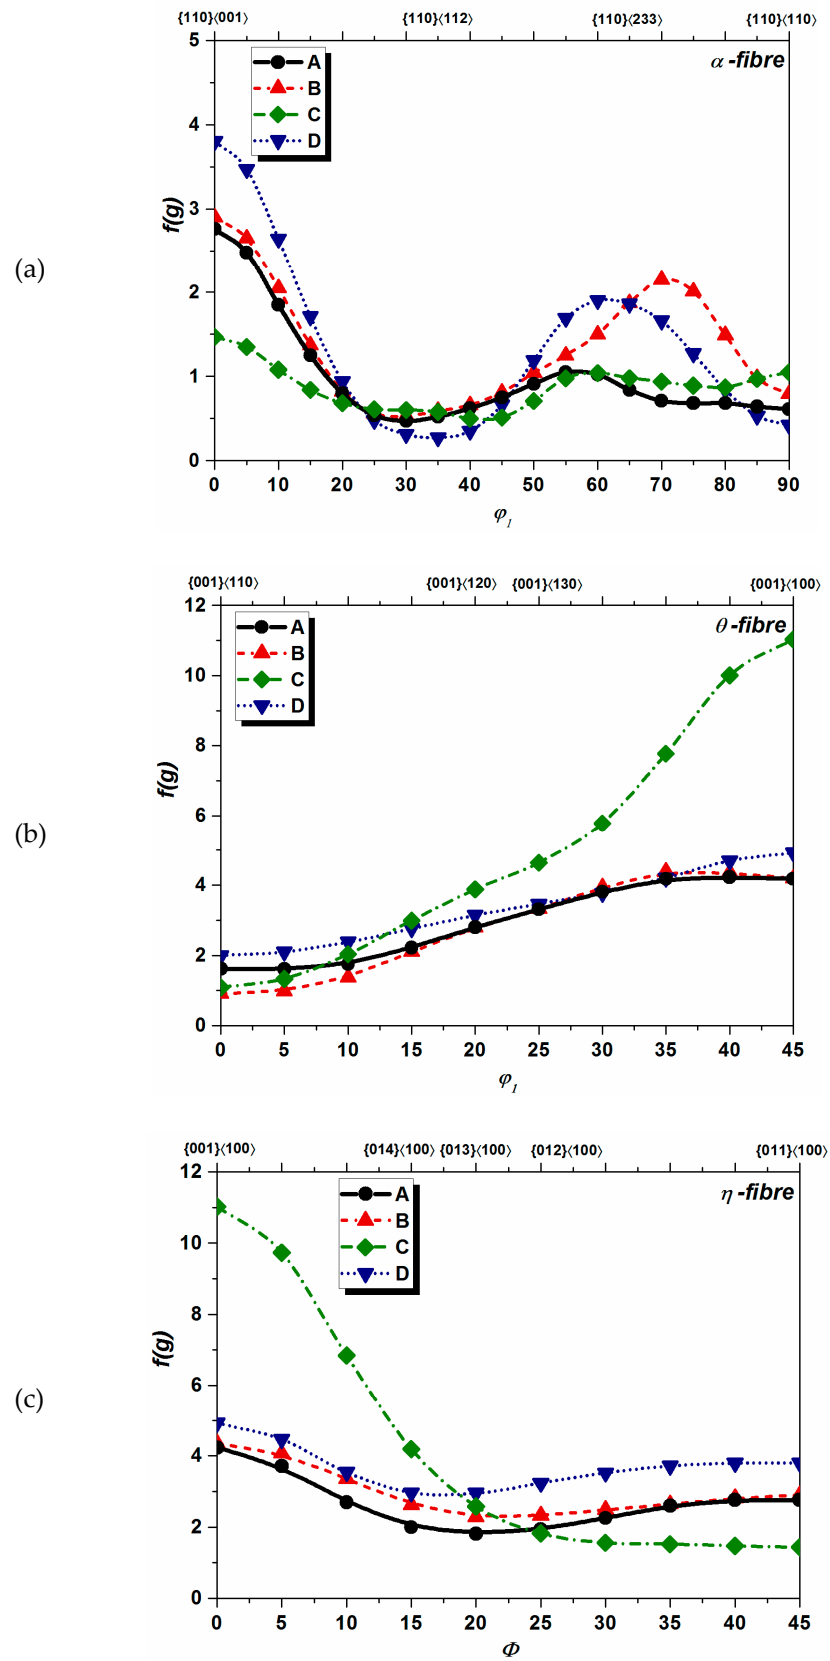 {110}⟨001⟩ {110}⟨112⟩ {110}⟨233⟩ {110}⟨110⟩
α -fibre
A
B
C
D
5
4
3
2
1
0
f(g)
(a)
0 10 20 30 40 50 60 70 80 90
φ1
{001}⟨110⟩ {001}⟨120⟩ {001}⟨130⟩ {001}⟨100⟩
θ -fibre
A
B
C
D
12
10
8
6
4
2
0
f(g)
(b)
0 5 10 15 20 25 30 35 40 45
φ1
{001}⟨100⟩ {014}⟨100⟩ {013}⟨100⟩ {012}⟨100⟩ {011}⟨100⟩
η -fibre
A
B
C
D
12
10
8
6
4
2
0
f(g)
(c)
0 5 10 15 20 25 30 35 40 45
Φ